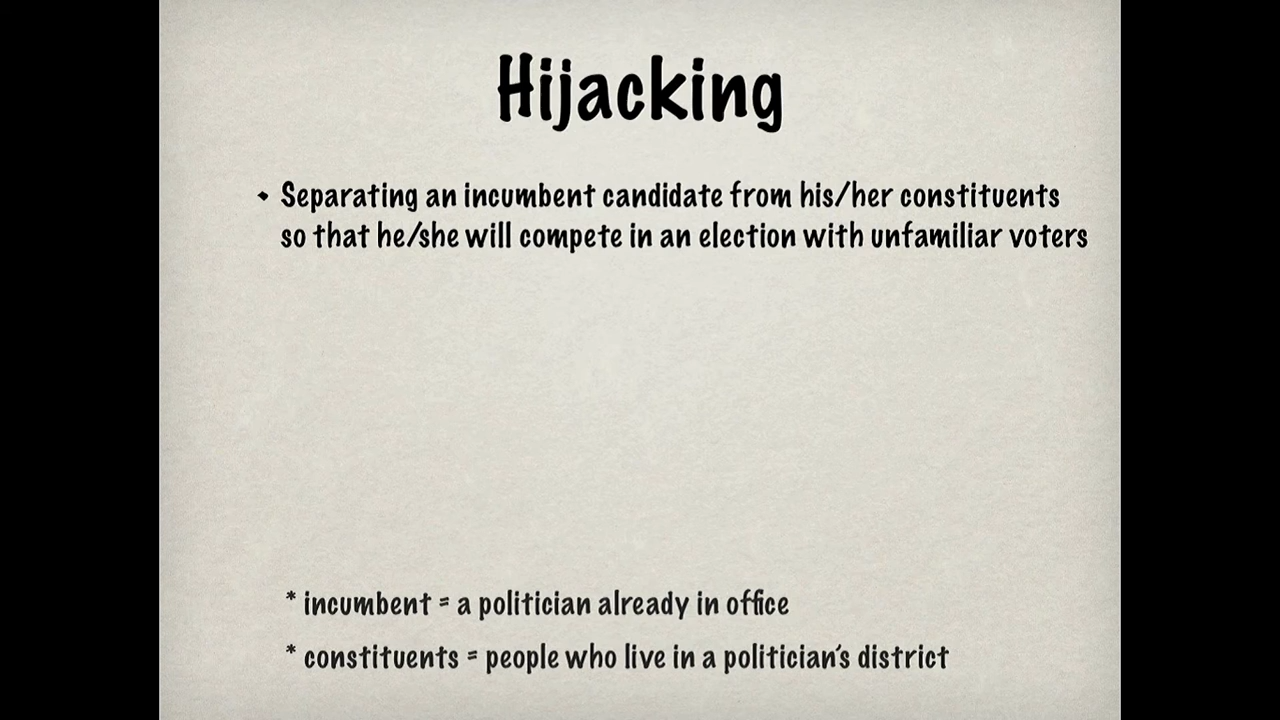 Hijacking
Separating an incumbent candidate from his/her constituents
so that he/she will compete in an election with unfamiliar voters
* incumbent = a politician already in office
* constituents = people who live in a politician's district